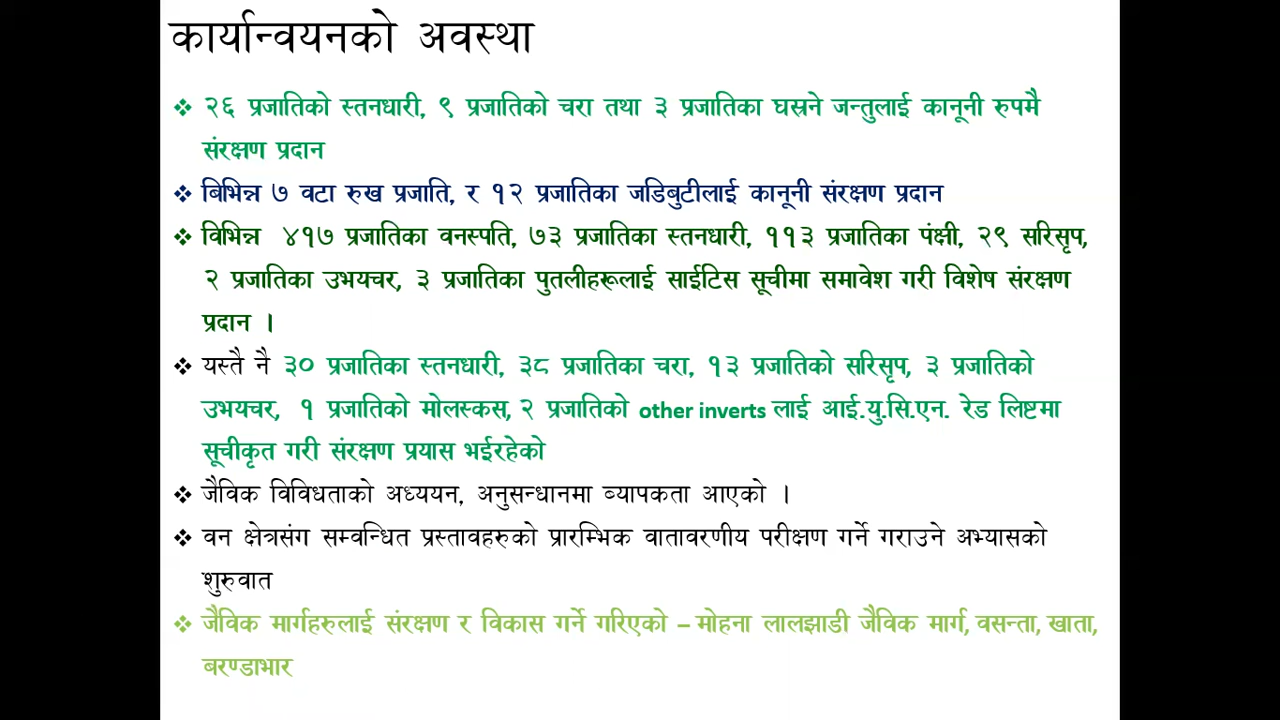 कार्यान्वयनको अवस्था
❖ २६ प्रजातिको स्तनधारी, ९ प्रजातिको चरा तथा ३ प्रजातिका घस्रने जन्तुलाई कानूनी रुपमै
संरक्षण प्रदान
❖ बिभिन्न ७ वटा रुख प्रजाति, र १२ प्रजातिका जडिबुटीलाई कानूनी संरक्षण प्रदान
❖ विभिन्न ४१७ प्रजातिका वनस्पति, ७३ प्रजातिका स्तनधारी, ११३ प्रजातिका पंक्षी, २९ सरिसृप,
२ प्रजातिका उभयचर, ३ प्रजातिका पुतलीहरूलाई साईटिस सूचीमा समावेश गरी विशेष संरक्षण
प्रदान ।
❖ यस्तै नै ३० प्रजातिका स्तनधारी, ३८ प्रजातिका चरा, १३ प्रजातिको सरिसृप, ३ प्रजातिको
उभयचर, १ प्रजातिको मोलस्कस, २ प्रजातिको other inverts लाई आई.यु.सि.एन. रेड लिष्टमा
सूचीकृत गरी संरक्षण प्रयास भईरहेको
❖ जैविक विविधताको अध्ययन, अनुसन्धानमा व्यापकता आएको ।
❖ वन क्षेत्रसंग सम्वन्धित प्रस्तावहरुको प्रारम्भिक वातावरणीय परीक्षण गर्ने गराउने अभ्यासको
शुरुवात
❖ जैविक मार्गहरुलाई संरक्षण र विकास गर्ने गरिएको – मोहना लालझाडी जैविक मार्ग, वसन्ता, खाता,
बरण्डाभार